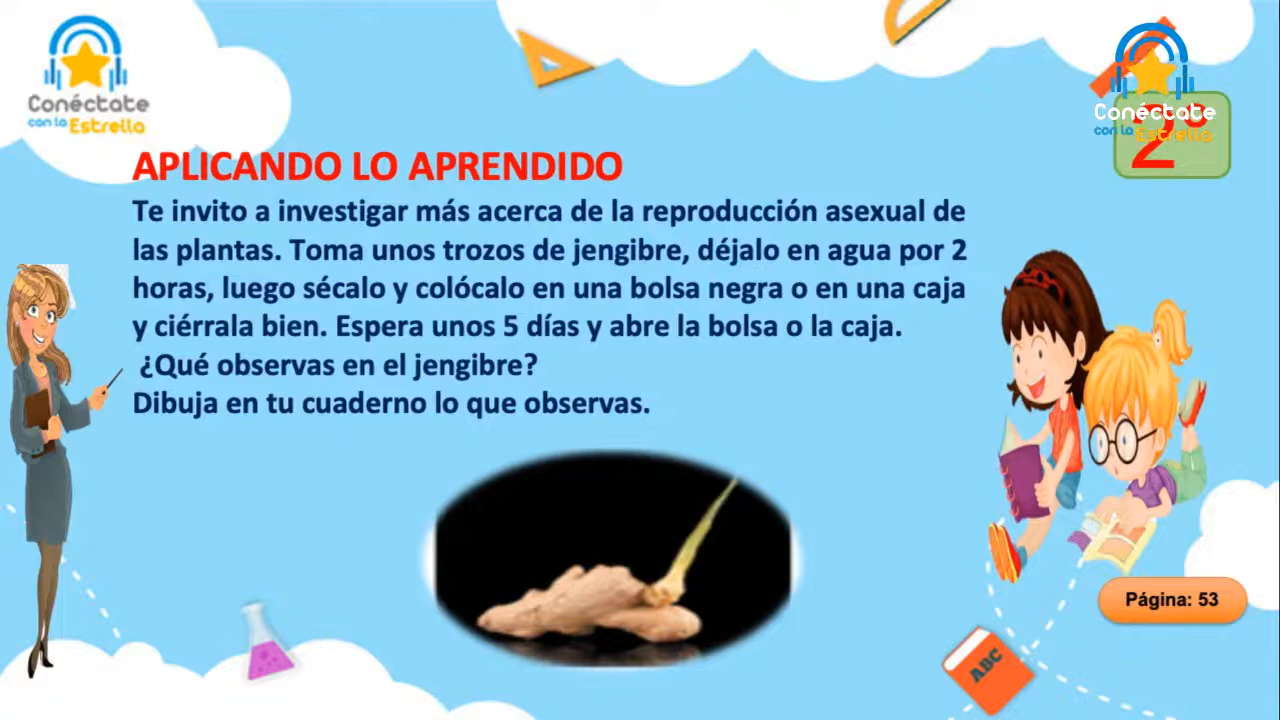 Conéctate
con la Estrella
Conéctate
con la Estrella
2°
APLICANDO LO APRENDIDO
Te invito a investigar más acerca de la reproducción asexual de
las plantas. Toma unos trozos de jengibre, déjalo en agua por 2
horas, luego sécalo y colócalo en una bolsa negra o en una caja
y ciérrala bien. Espera unos 5 días y abre la bolsa o la caja.
¿Qué observas en el jengibre?
Dibuja en tu cuaderno lo que observas.
Página: 53
ABC